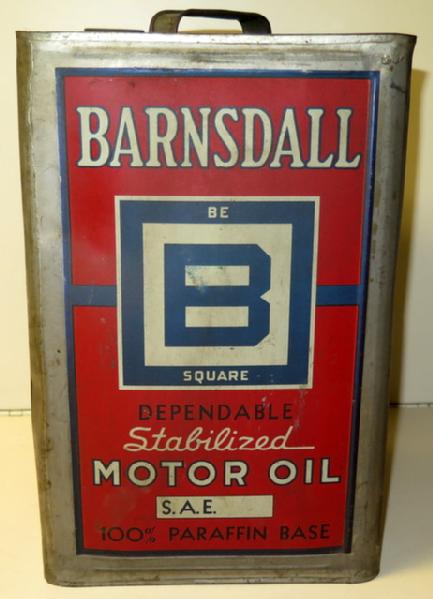 BARNSDALL
BE
B
SQUARE
DEPENDABLE
Stabilized
MOTOR OIL
S.A.E.
100% PARAFFIN BASE